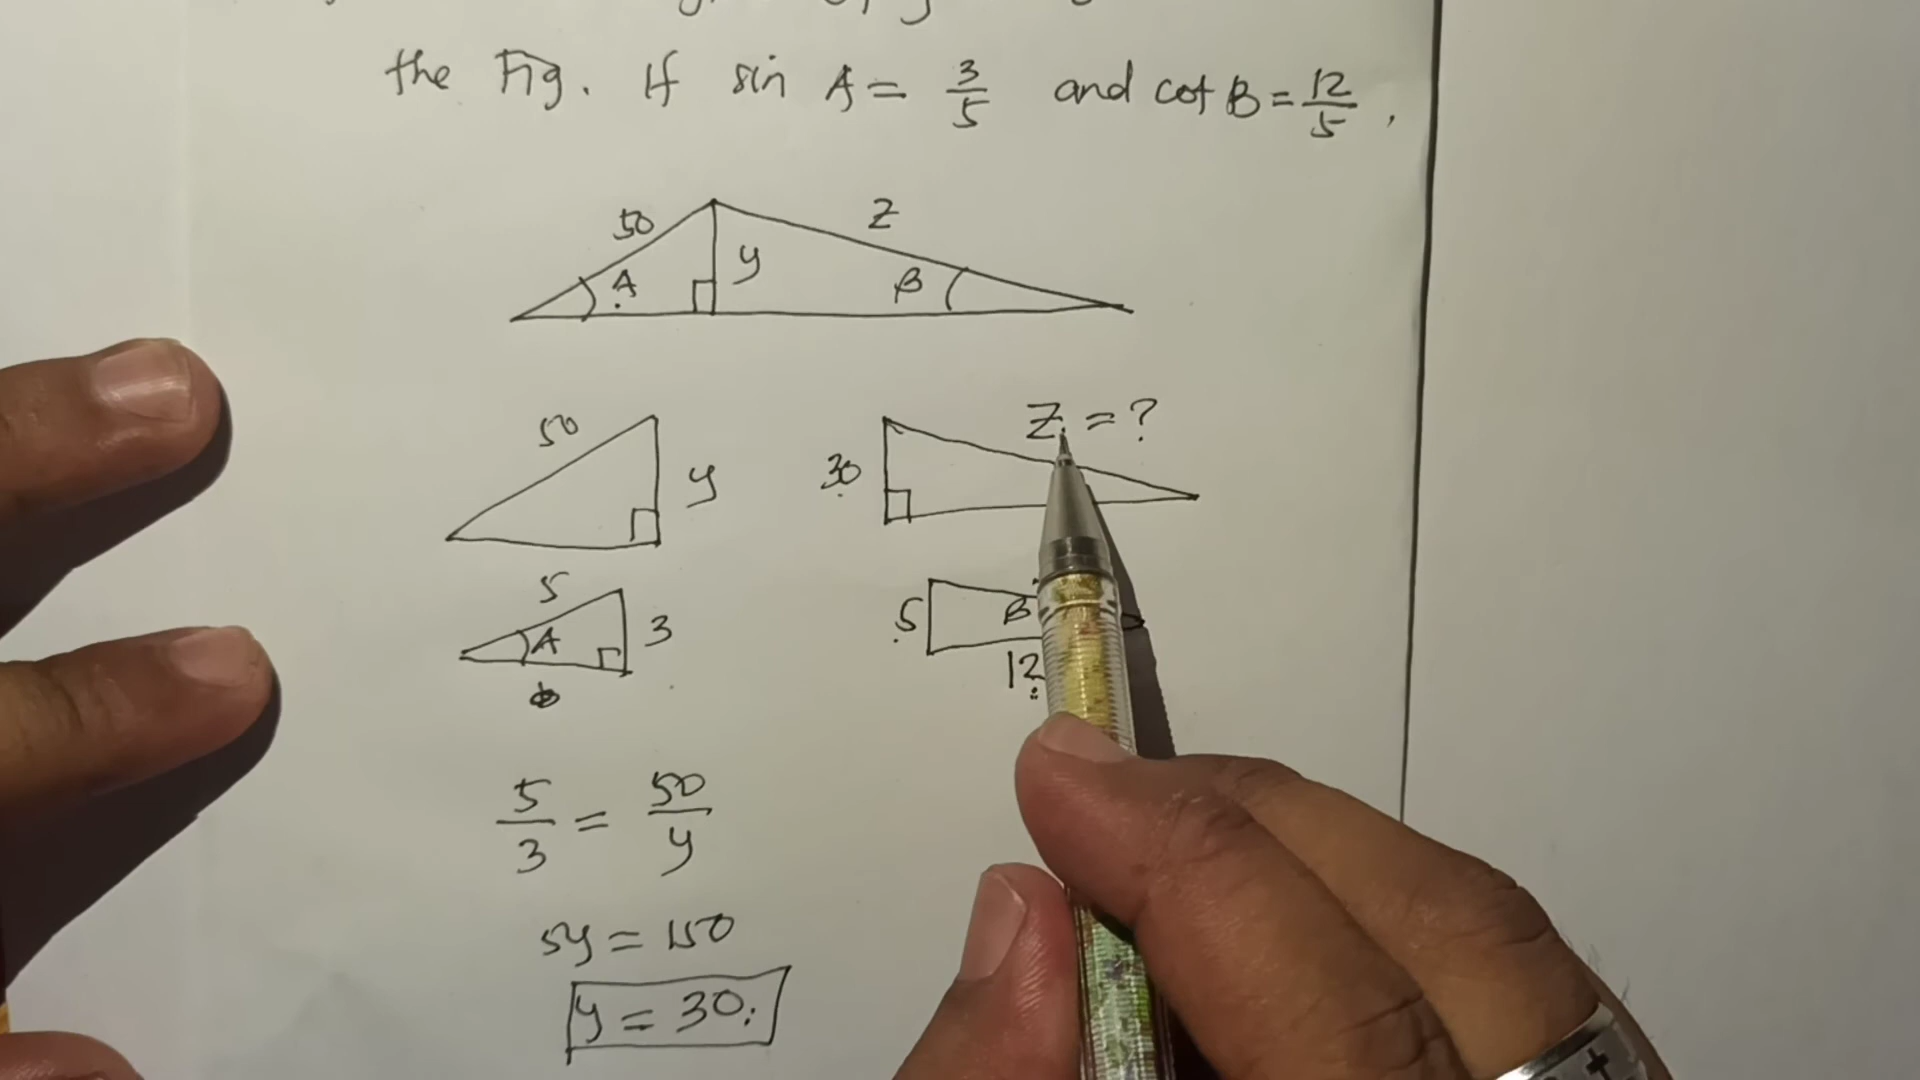 the Fig. If sin A = 3/5 and cot B = 12/5,
50
Z
A
y
B
50
y
30
Z = ?
5
A
3
5
B
12
5/3 = 50/y
5y = 150
y = 30